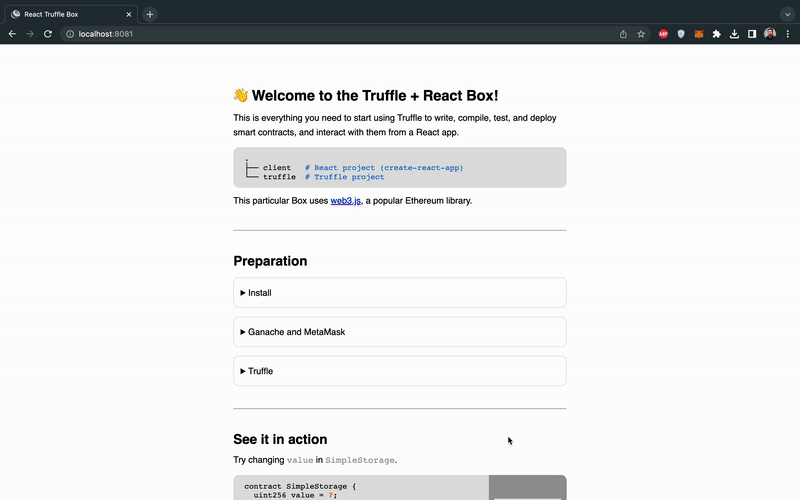 React Truffle Box
localhost:8081
ABP
👋 Welcome to the Truffle + React Box!
This is everything you need to start using Truffle to write, compile, test, and deploy
smart contracts, and interact with them from a React app.
.
├── client # React project (create-react-app)
└── truffle # Truffle project
This particular Box uses web3.js, a popular Ethereum library.
Preparation
▶ Install
▶ Ganache and MetaMask
▶ Truffle
See it in action
Try changing value in SimpleStorage.
contract SimpleStorage {
uint256 value = ?;